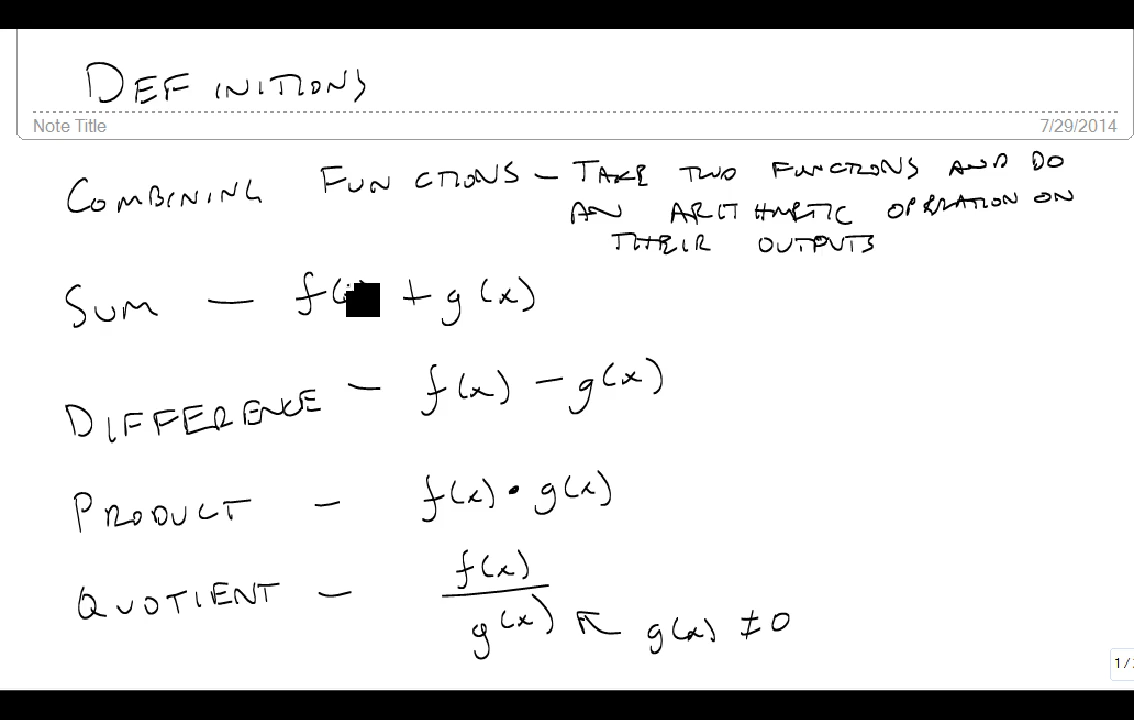 DEFINITIONS
Note Title
7/29/2014
COMBINING FUNCTIONS – TAKE TWO FUNCTIONS AND DO
AN ARITHMETIC OPERATION ON
THEIR OUTPUTS
SUM — f( + g(x)
DIFFERENCE – f(x) – g(x)
PRODUCT – f(x) • g(x)
QUOTIENT – f(x)
g(x) ↖ g(x) ≠ 0
1/